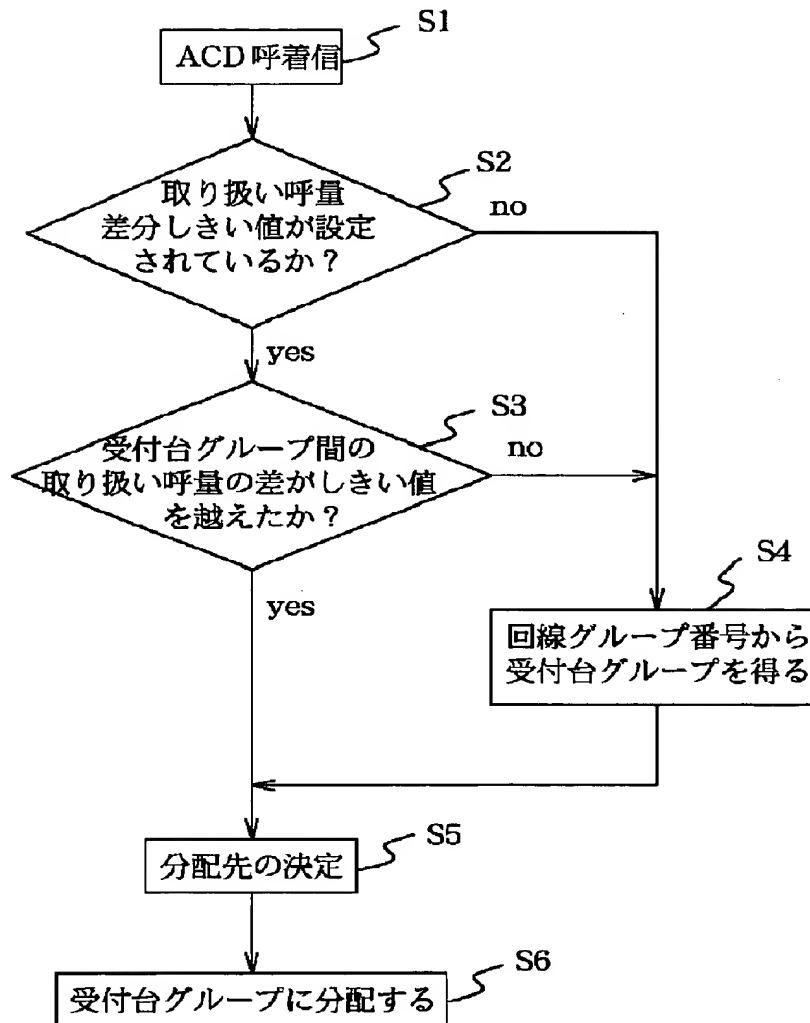 S1
ACD呼着信
S2
取り扱い呼量
差分しきい値が設定
されているか？
no
yes
S3
受付台グループ間の
取り扱い呼量の差がしきい値
を越えたか？
no
yes
S4
回線グループ番号から
受付台グループを得る
S5
分配先の決定
S6
受付台グループに分配する